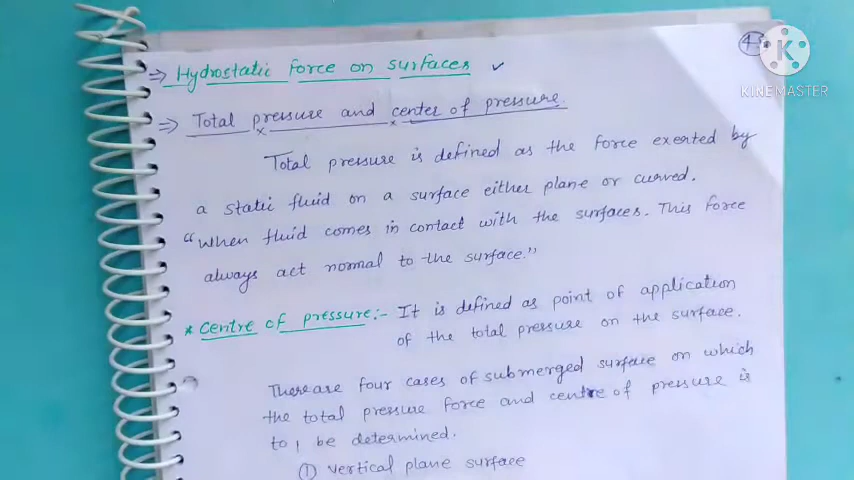 43
KINEMASTER
⇒ Hydrostatic force on surfaces ✓
⇒ Total pressure and center of pressure.
Total pressure is defined as the force exerted by
a static fluid on a surface either plane or curved.
"When fluid comes in contact with the surfaces. This force
always act normal to the surface."
* Centre of pressure:- It is defined as point of application
of the total pressure on the surface.
There are four cases of submerged surface on which
the total pressure force and centre of pressure is
to, be determined.
① Vertical plane surface